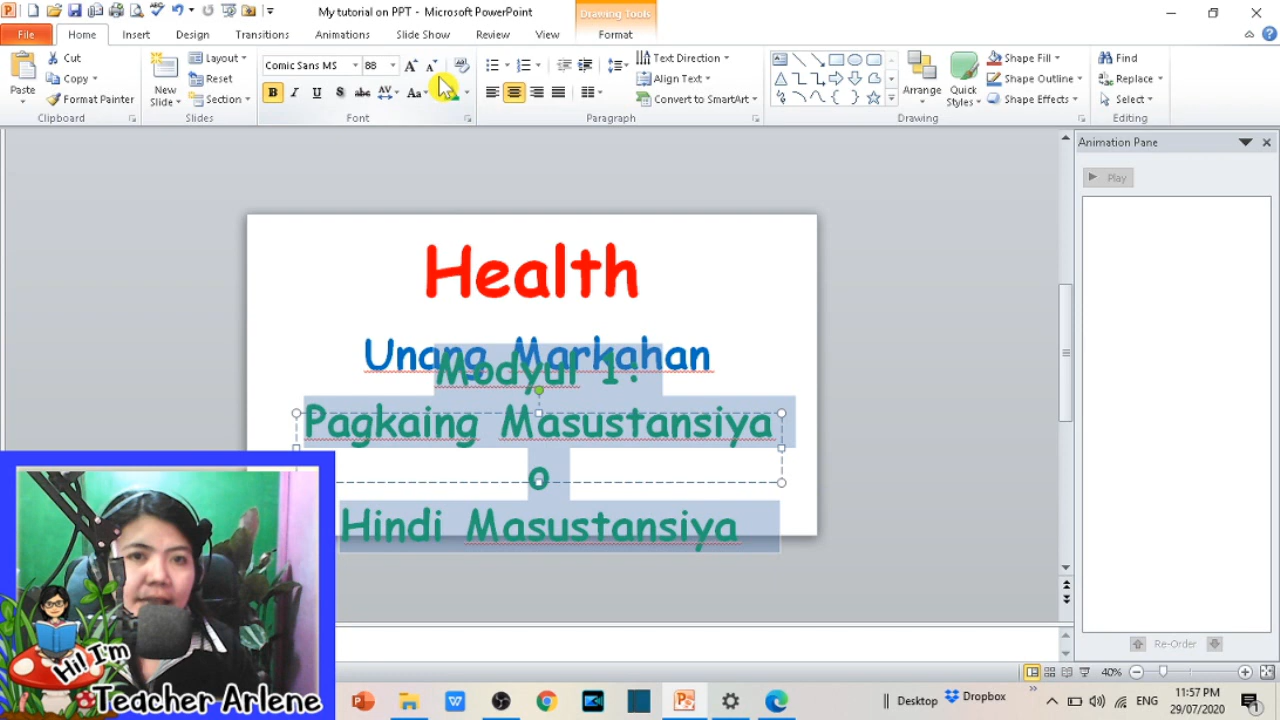 My tutorial on PPT - Microsoft PowerPoint
Drawing Tools
File
Home
Insert
Design
Transitions
Animations
Slide Show
Review
View
Format
Paste
Cut
Copy
Format Painter
Clipboard
New
Slide
Layout
Reset
Section
Slides
Comic Sans MS
88
B
I
U
S
abc
AV
Aa
Font
Text Direction
Align Text
Convert to SmartArt
Paragraph
Arrange
Quick
Styles
Shape Fill
Shape Outline
Shape Effects
Drawing
Find
Replace
Select
Editing
Animation Pane
Play
Health
Unang Markahan
Modyul 1:
Pagkaing Masustansiya
o
Hindi Masustansiya
Hi! I'm
Teacher Arlene
Re-Order
40%
Desktop
Dropbox
ENG
11:57 PM
29/07/2020